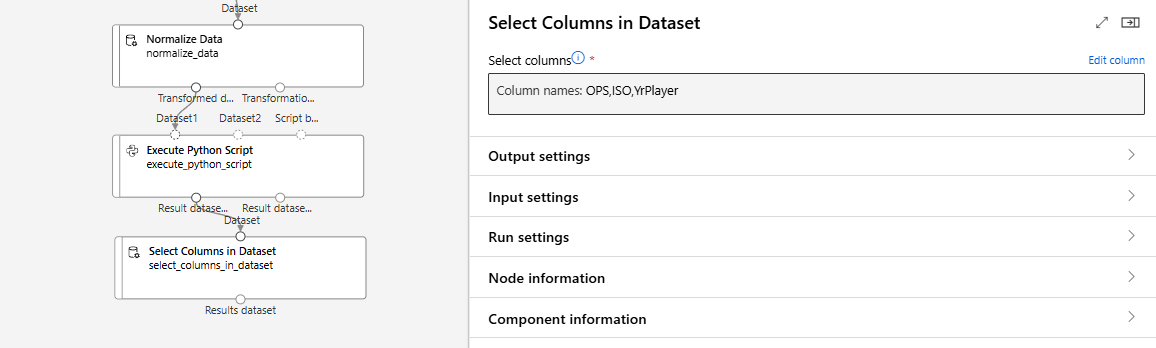 Dataset
Normalize Data
normalize_data
Transformed d... Transformatio...
Dataset1 Dataset2 Script b...
Execute Python Script
execute_python_script
Result datase... Result datase...
Dataset
Select Columns in Dataset
select_columns_in_dataset
Results dataset
Select Columns in Dataset
Select columns i * Edit column
Column names: OPS,ISO,YrPlayer
Output settings
Input settings
Run settings
Node information
Component information